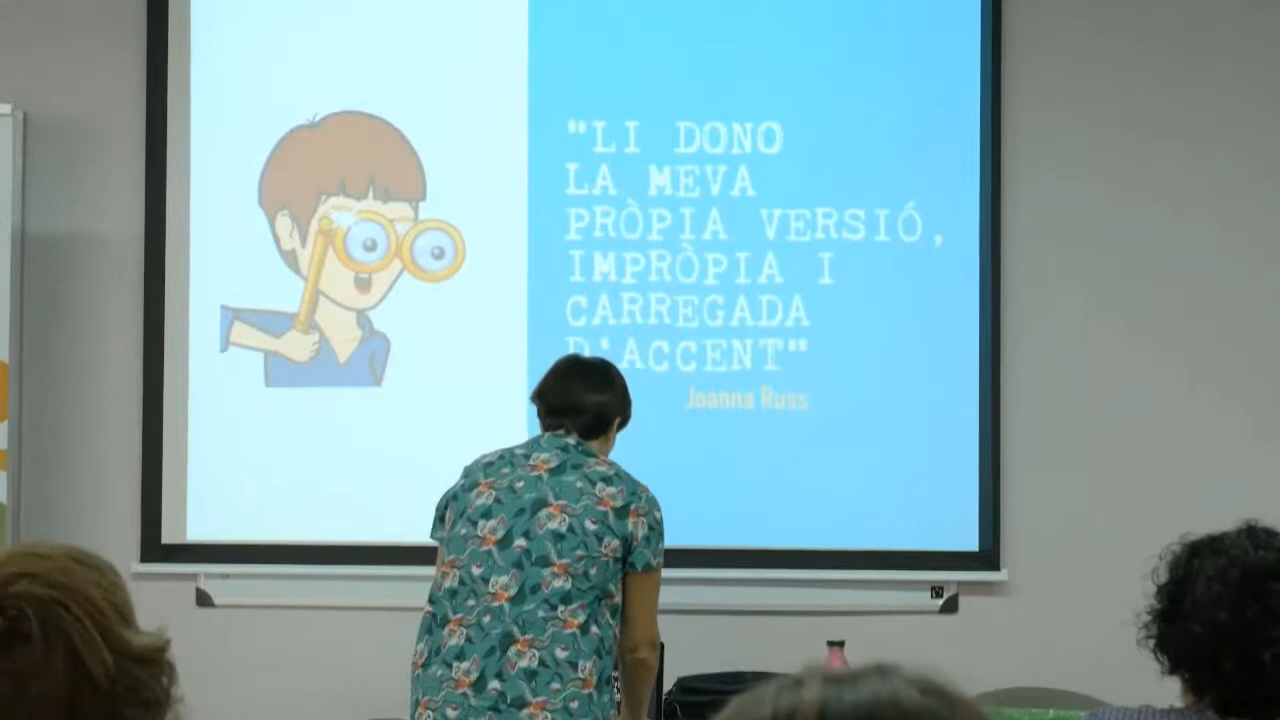 "LI DONO
LA MEVA
PRÒPIA VERSIÓ,
IMPRÒPIA I
CARREGADA
D'ACCENT"
Joanna Russ